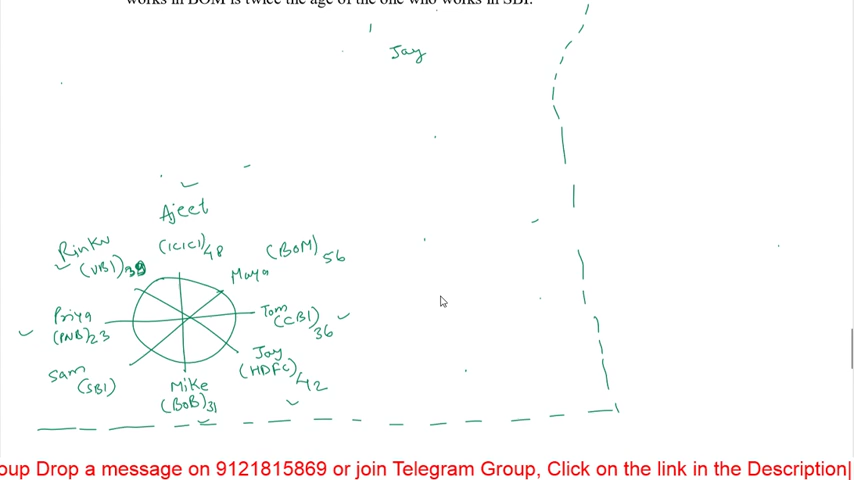 works in BOM is twice the age of the one who works in SBI.
Jay
Ajeet
(ICICI) 48
Rinku
(UBI) 39
(BOM) 56
Maya
Priya
(PNB) 23
Tom
(CBI)
36
Sam
(SBI)
Jay
(HDFC)
42
Mike
(BOB) 31
oup Drop a message on 9121815869 or join Telegram Group, Click on the link in the Description|